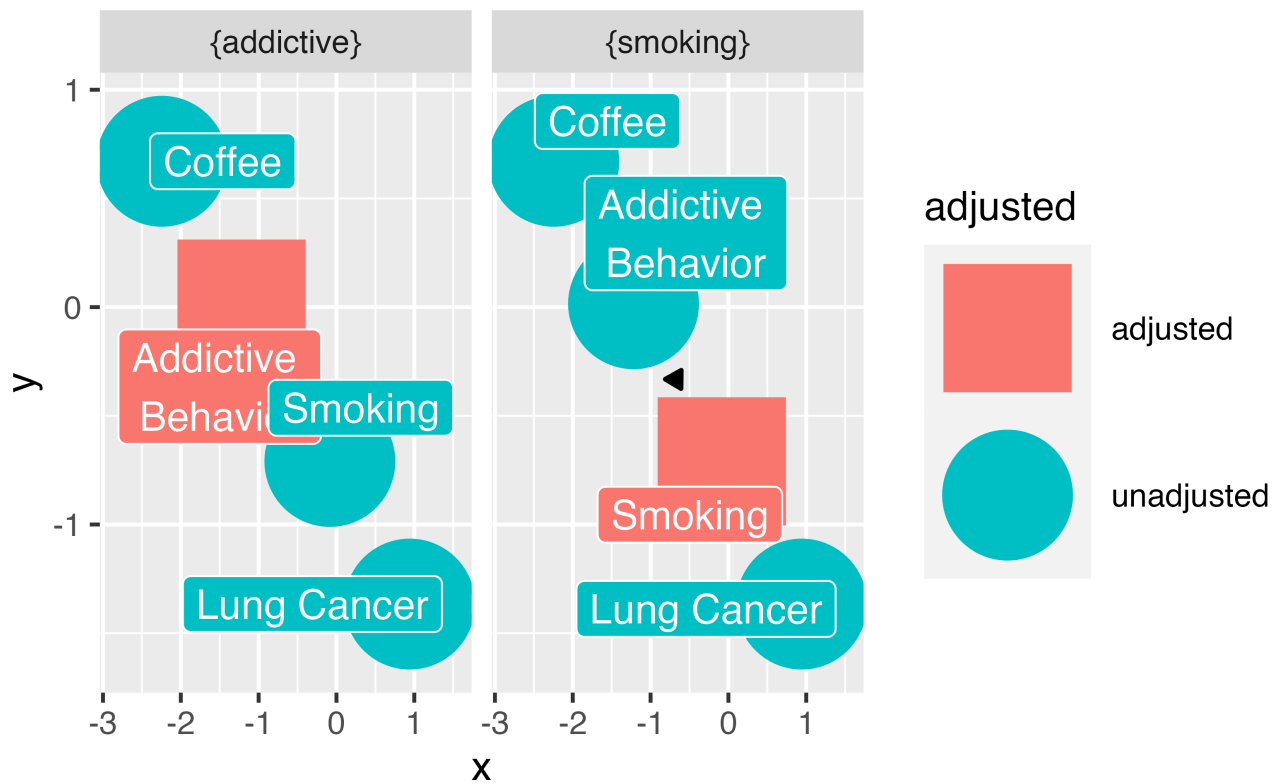 {addictive}
{smoking}
1
0
-1
y
Coffee
Addictive
Behavi
Smoking
Lung Cancer
Coffee
Addictive
Behavior
Smoking
Lung Cancer
-3 -2 -1 0 1
-3 -2 -1 0 1
x
adjusted
adjusted
unadjusted